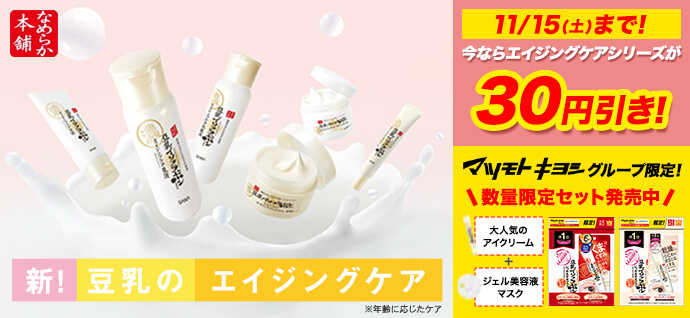 なめらか
本舗
新! 豆乳の エイジングケア
※年齢に応じたケア
11/15(土)まで!
今ならエイジングケアシリーズが
30円引き!
マツモトキヨシグループ限定!
数量限定セット発売中
大人気の
アイクリーム
+
ジェル美容液
マスク